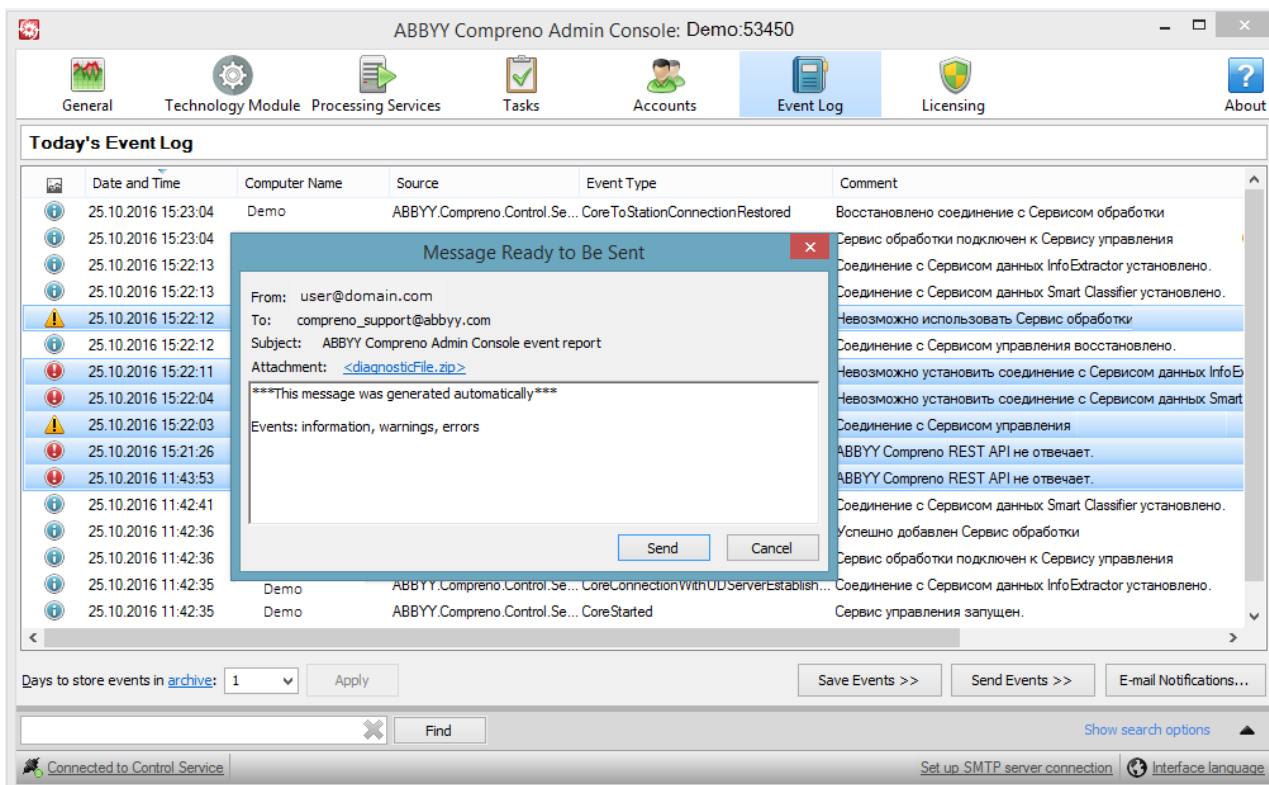 ABBYY Compreno Admin Console: Demo:53450
General Technology Module Processing Services Tasks Accounts Event Log Licensing About
Today's Event Log
Date and Time Computer Name Source Event Type Comment
25.10.2016 15:23:04 Demo ABBYY.Compreno.Control.Se... CoreToStationConnectionRestored Восстановлено соединение с Сервисом обработки
25.10.2016 15:23:04 Сервис обработки подключен к Сервису управления
25.10.2016 15:22:13 Соединение с Сервисом данных InfoExtractor установлено.
25.10.2016 15:22:13 Соединение с Сервисом данных Smart Classifier установлено.
25.10.2016 15:22:12 Невозможно использовать Сервис обработки
25.10.2016 15:22:12 Соединение с Сервисом управления восстановлено.
25.10.2016 15:22:11 Невозможно установить соединение с Сервисом данных InfoEx
25.10.2016 15:22:04 Невозможно установить соединение с Сервисом данных Smart
25.10.2016 15:22:03 Соединение с Сервисом управления
25.10.2016 15:21:26 ABBYY Compreno REST API не отвечает.
25.10.2016 11:43:53 ABBYY Compreno REST API не отвечает.
25.10.2016 11:42:41 Соединение с Сервисом данных Smart Classifier установлено.
25.10.2016 11:42:36 Успешно добавлен Сервис обработки
25.10.2016 11:42:36 Сервис обработки подключен к Сервису управления
25.10.2016 11:42:35 Demo ABBYY.Compreno.Control.Se... CoreConnectionWithUDServerEstablish... Соединение с Сервисом данных InfoExtractor установлено.
25.10.2016 11:42:35 Demo ABBYY.Compreno.Control.Se... CoreStarted Сервис управления запущен.
Message Ready to Be Sent
From: user@domain.com
To: compreno_support@abbyy.com
Subject: ABBYY Compreno Admin Console event report
Attachment: <diagnosticFile.zip>
***This message was generated automatically***
Events: information, warnings, errors
Send Cancel
Days to store events in archive: 1 Apply Save Events >> Send Events >> E-mail Notifications...
Find Show search options
Connected to Control Service Set up SMTP server connection Interface language